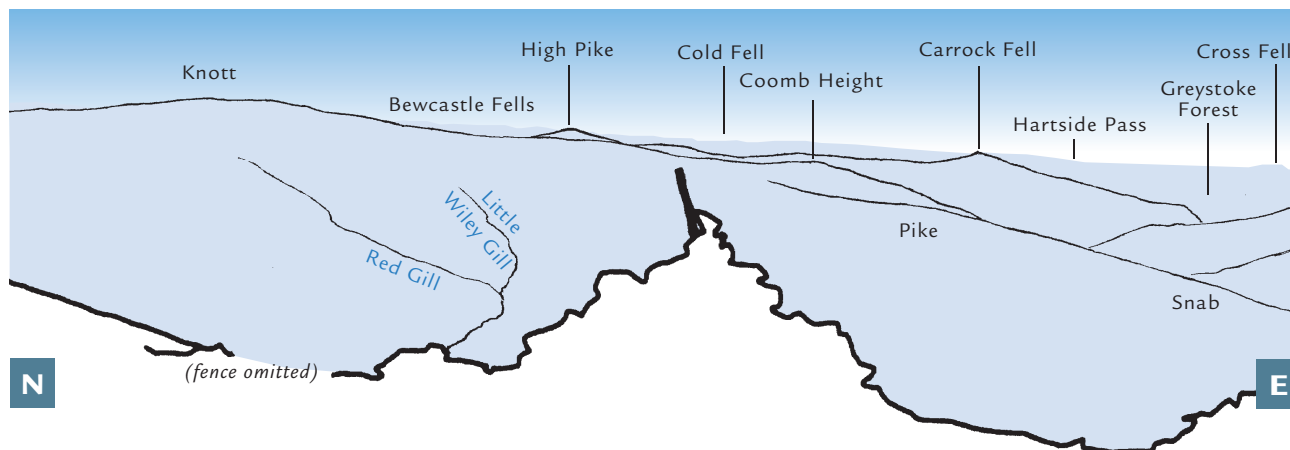 Knott
Bewcastle Fells
High Pike
Cold Fell
Coomb Height
Carrock Fell
Hartside Pass
Greystoke
Forest
Cross Fell
Little
Wiley Gill
Red Gill
Pike
Snab
(fence omitted)
N
E